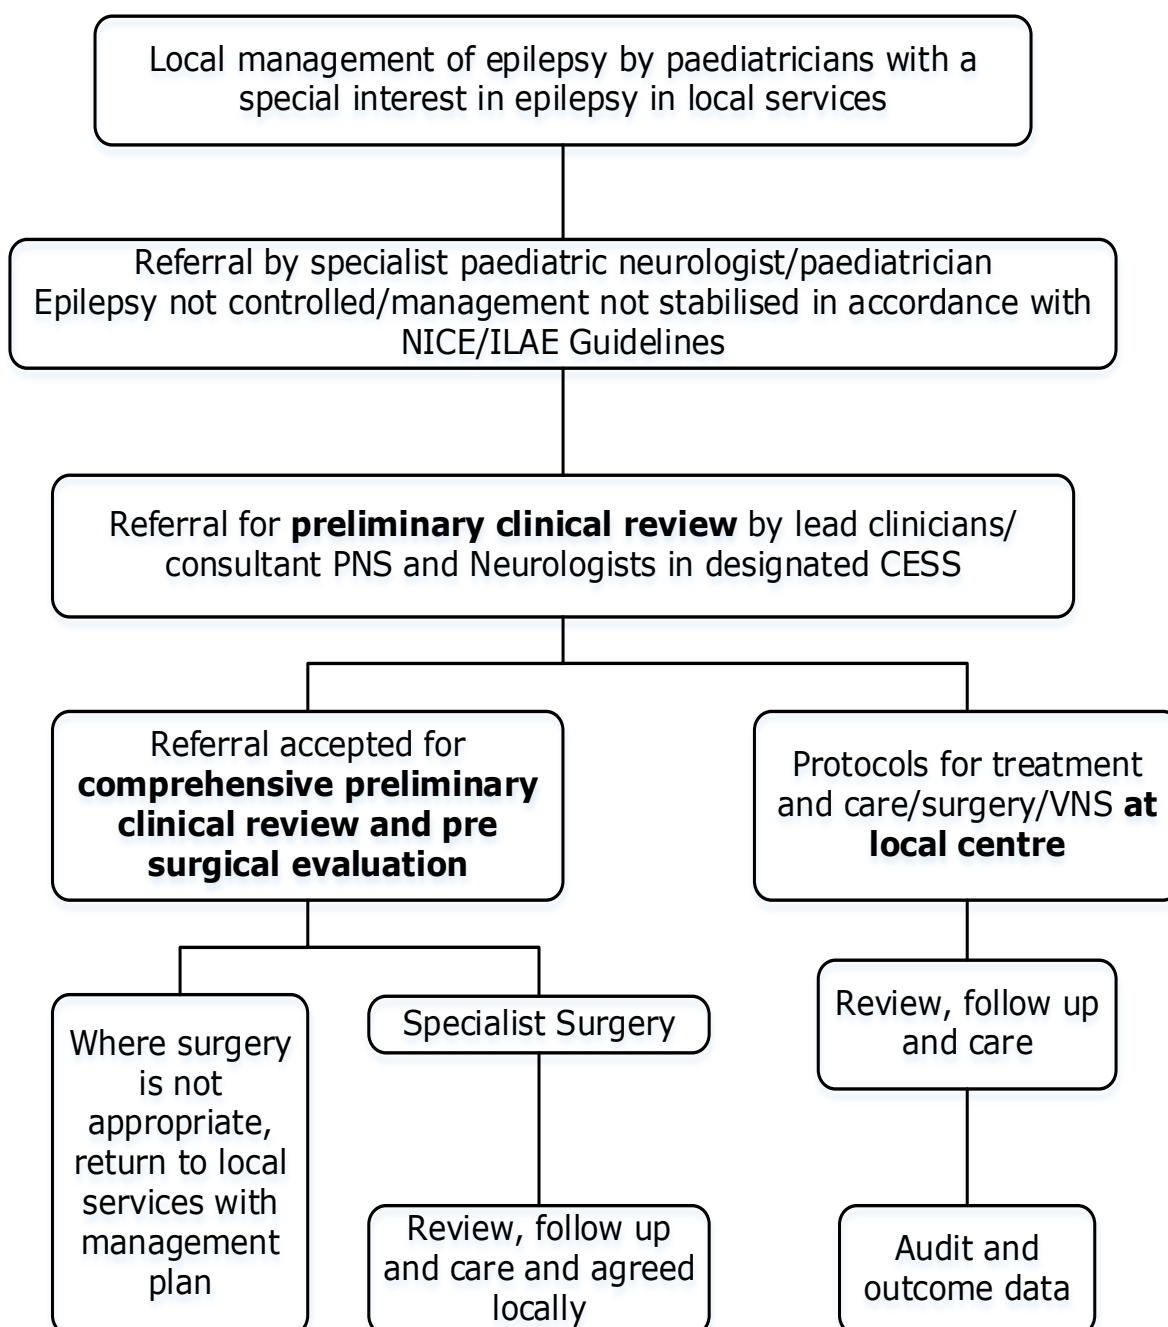 Local management of epilepsy by paediatricians with a
special interest in epilepsy in local services
Referral by specialist paediatric neurologist/paediatrician
Epilepsy not controlled/management not stabilised in accordance with
NICE/ILAE Guidelines
Referral for preliminary clinical review by lead clinicians/
consultant PNS and Neurologists in designated CESS
Referral accepted for
comprehensive preliminary
clinical review and pre
surgical evaluation
Protocols for treatment
and care/surgery/VNS at
local centre
Where surgery
is not
appropriate,
return to local
services with
management
plan
Specialist Surgery
Review, follow up
and care and agreed
locally
Review, follow up
and care
Audit and
outcome data